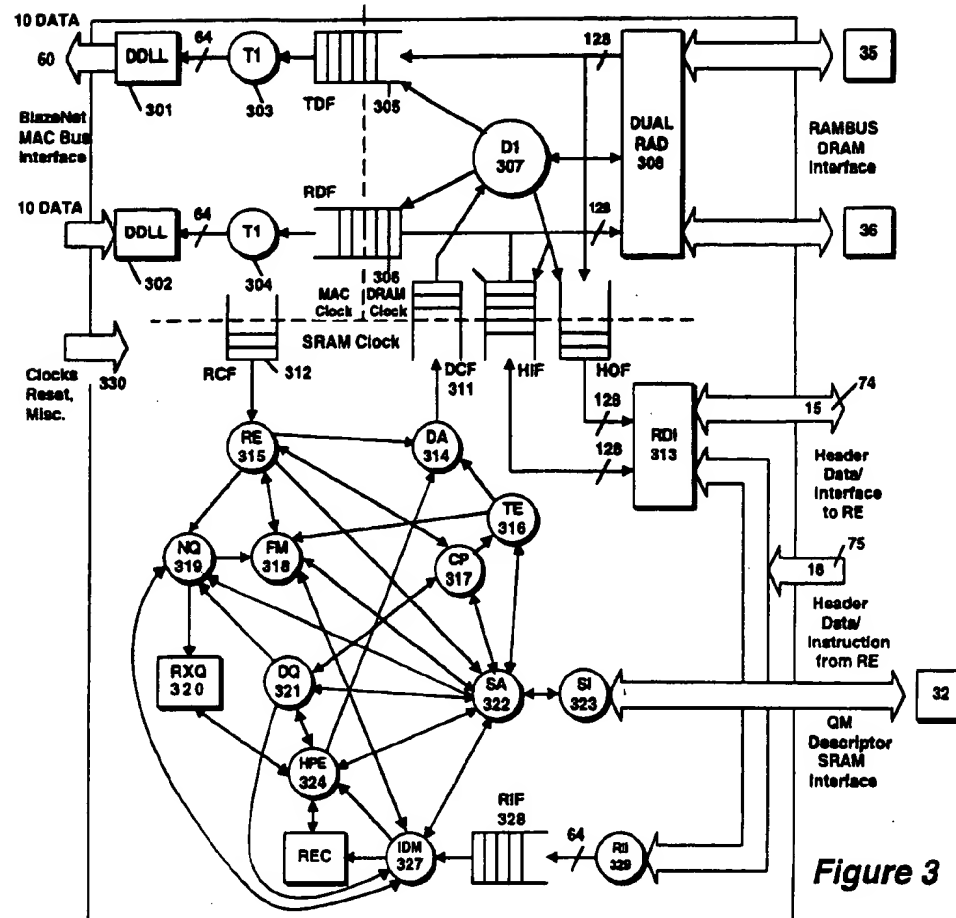 10 DATA
60
DDLL
301
64
T1
303
TDF
305
128
DUAL
RAD
308
35
BlazeNet
MAC Bus
Interface
D1
307
RAMBUS
DRAM
Interface
10 DATA
DDLL
302
64
T1
304
RDF
306
128
36
MAC
Clock
DRAM
Clock
SRAM Clock
330
Clocks
Reset,
Misc.
RCF
312
DCF
311
HIF
HOF
128
128
RDI
313
15
74
Header
Data/
Interface
to RE
RE
315
DA
314
TE
316
NQ
319
FM
318
CP
317
16
75
Header
Data/
Instruction
from RE
RXQ
320
DQ
321
SA
322
SI
323
32
QM
Descriptor
SRAM
Interface
HPE
324
REC
IDM
327
RIF
328
64
RII
329
Figure 3